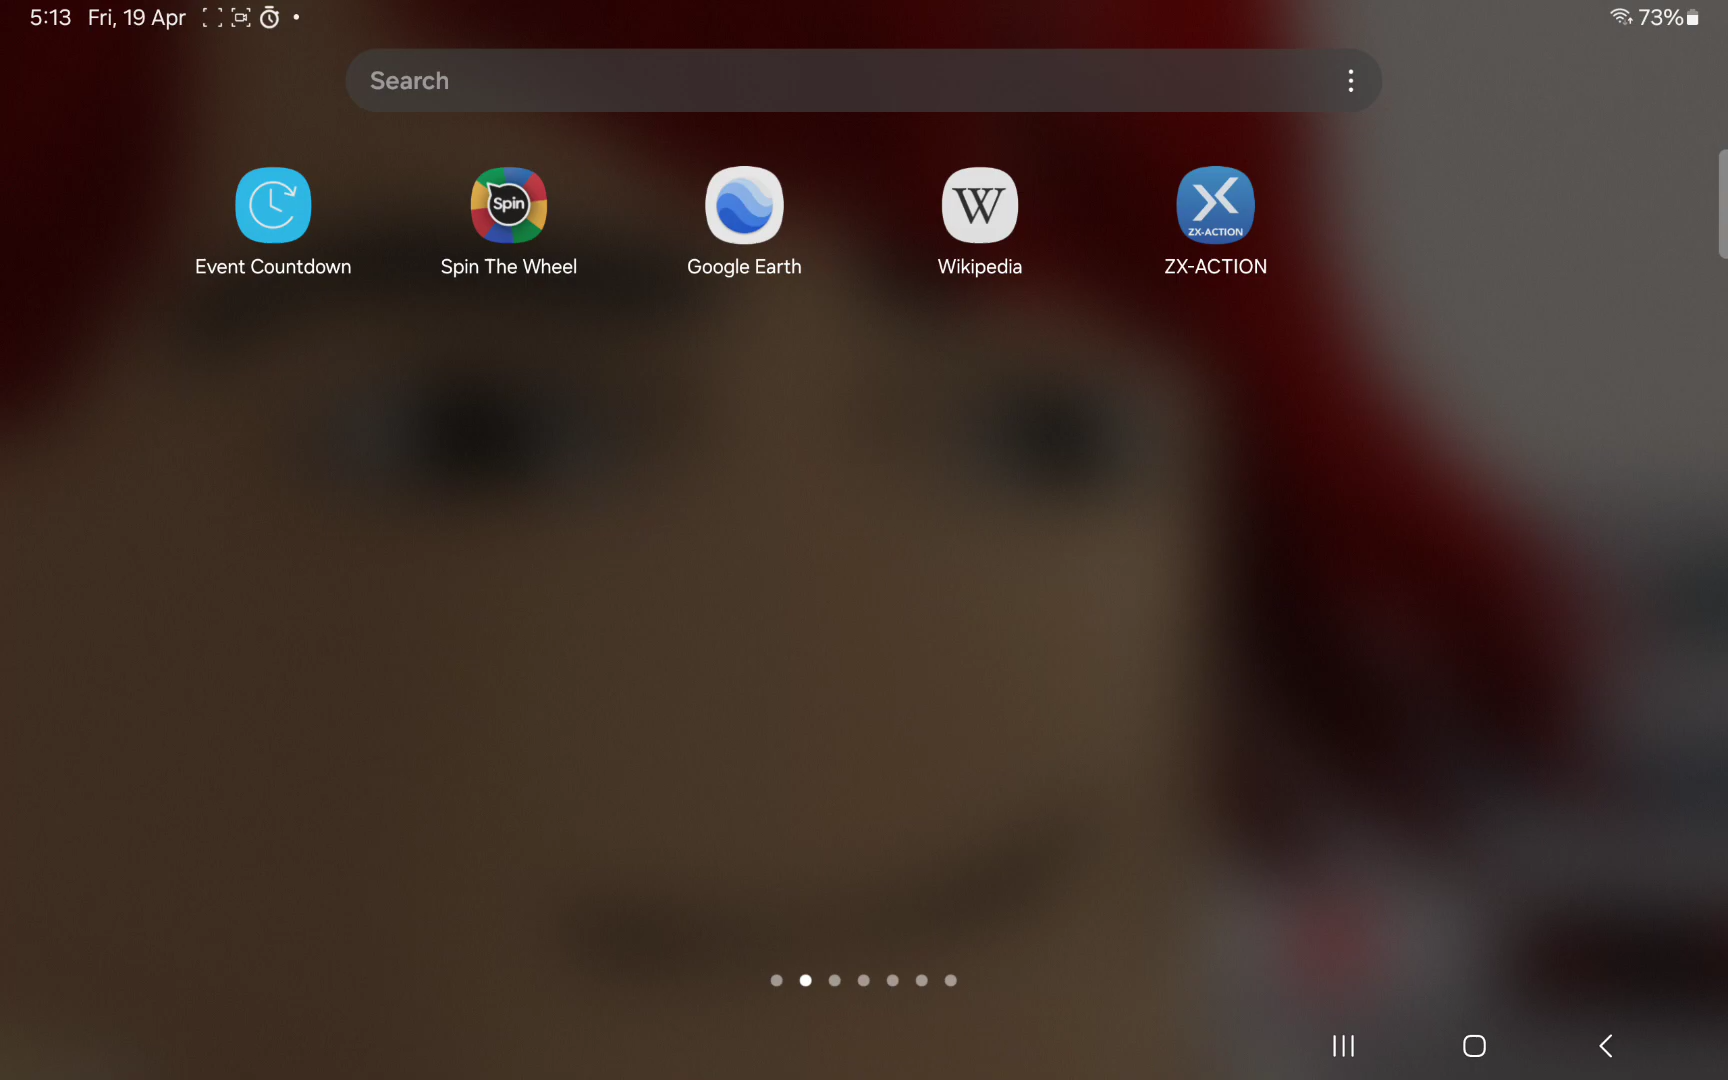 5:13 Fri, 19 Apr
73%
Search
Spin
W
ZX-ACTION
Event Countdown
Spin The Wheel
Google Earth
Wikipedia
ZX-ACTION